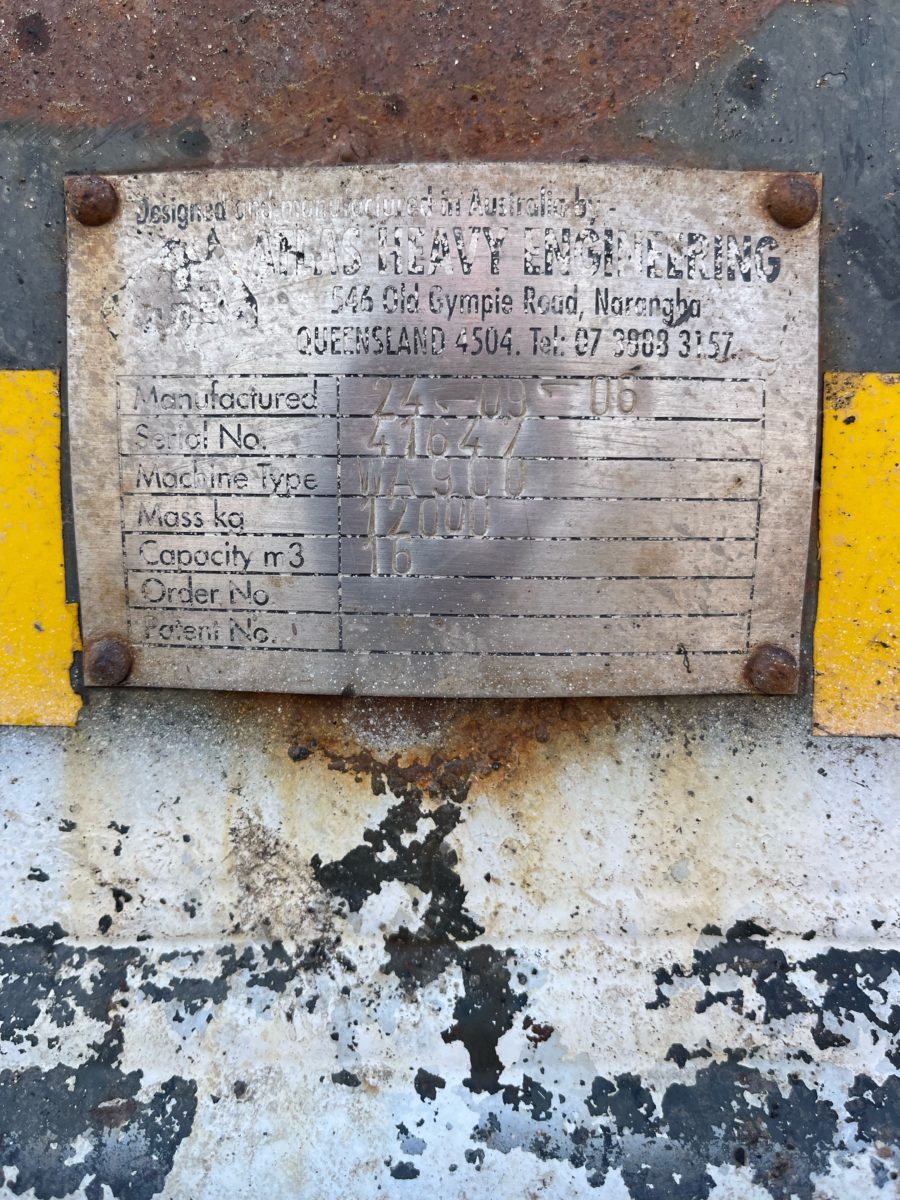 Designed and manufactured in Australia by -
ATLAS HEAVY ENGINEERING
546 Old Gympie Road, Narangba
QUEENSLAND 4504. Tel: 07 3888 3157
Manufactured 24-09-06
Serial No. 41647
Machine Type WA900
Mass kg 12000
Capacity m3 16
Order No.
Patent No.